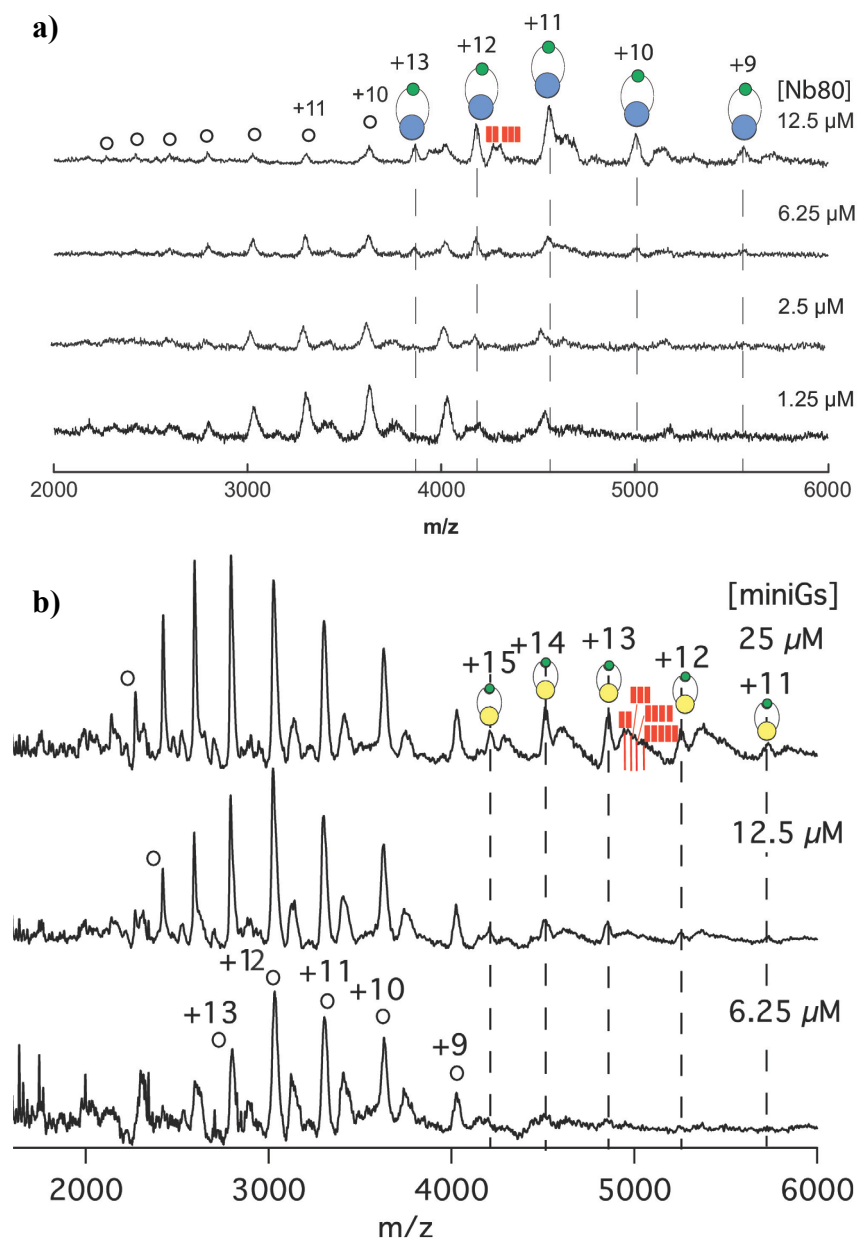 a)
+13
+12
+11
+10
+9
[Nb80]
12.5 µM
+11
+10
6.25 µM
2.5 µM
1.25 µM
2000 3000 4000 5000 6000
m/z
b)
[miniGs]
25 µM
+15
+14
+13
+12
+11
12.5 µM
+13
+12
+11
+10
+9
6.25 µM
2000 3000 4000 5000 6000
m/z